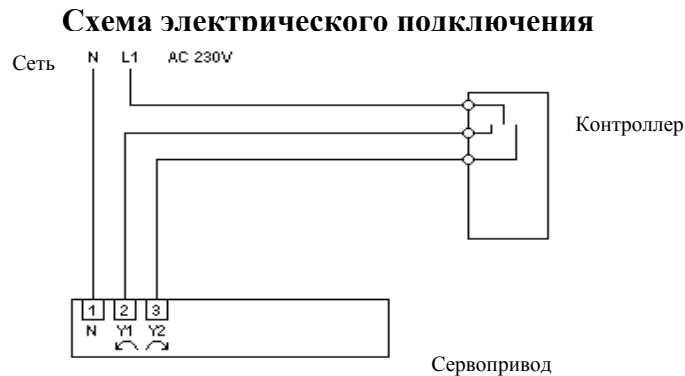 Схема электрического подключения
Сеть N L1 AC 230V
Контроллер
1 2 3
N Y1 Y2
Сервопривод